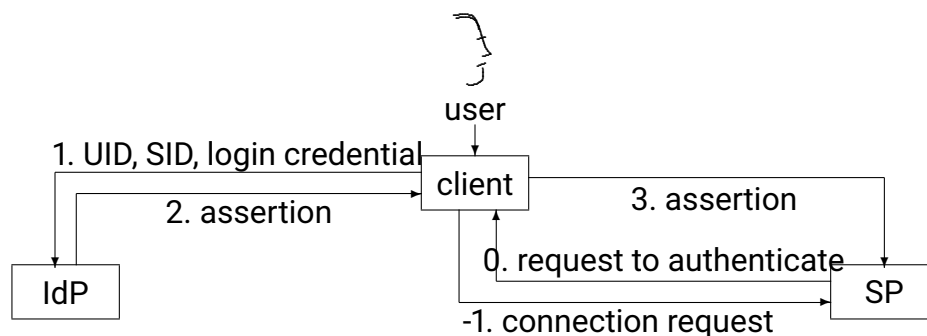 user
1. UID, SID, login credential
client
2. assertion
3. assertion
0. request to authenticate
IdP
SP
-1. connection request